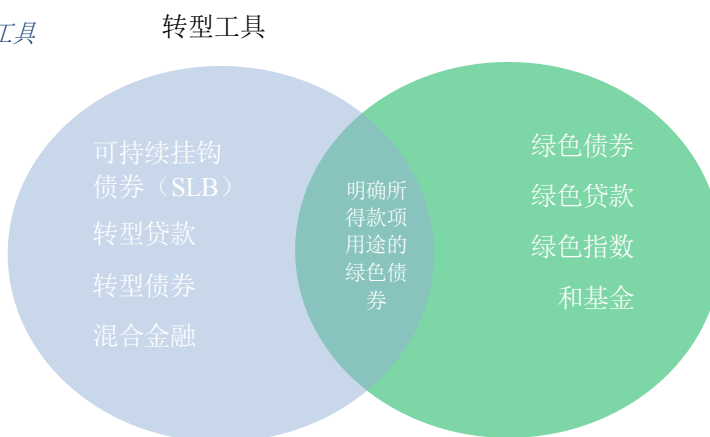 工具
转型工具
可持续挂钩
债券（SLB）
转型贷款
转型债券
混合金融
明确所
得款项
用途的
绿色债
券
绿色债券
绿色贷款
绿色指数
和基金